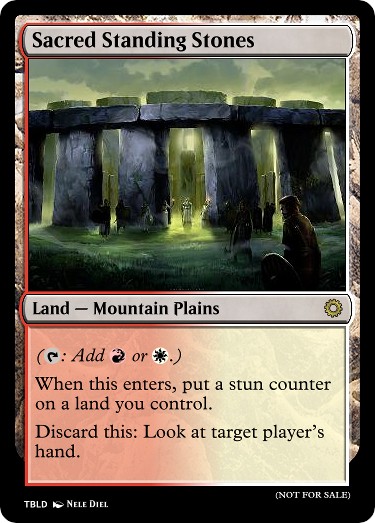 Sacred Standing Stones
Land — Mountain Plains
(: Add or .)
When this enters, put a stun counter
on a land you control.
Discard this: Look at target player's
hand.
TBLD Nele Diel
(NOT FOR SALE)